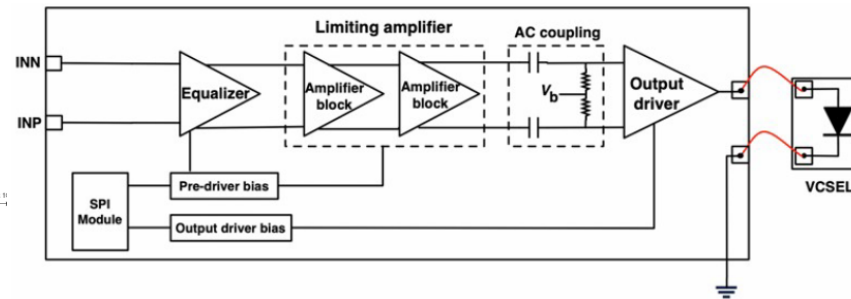 Limiting amplifier
AC coupling
INN
INP
Equalizer
Amplifier
block
Amplifier
block
Vb
Output
driver
Pre-driver bias
SPI
Module
Output driver bias
VCSEL